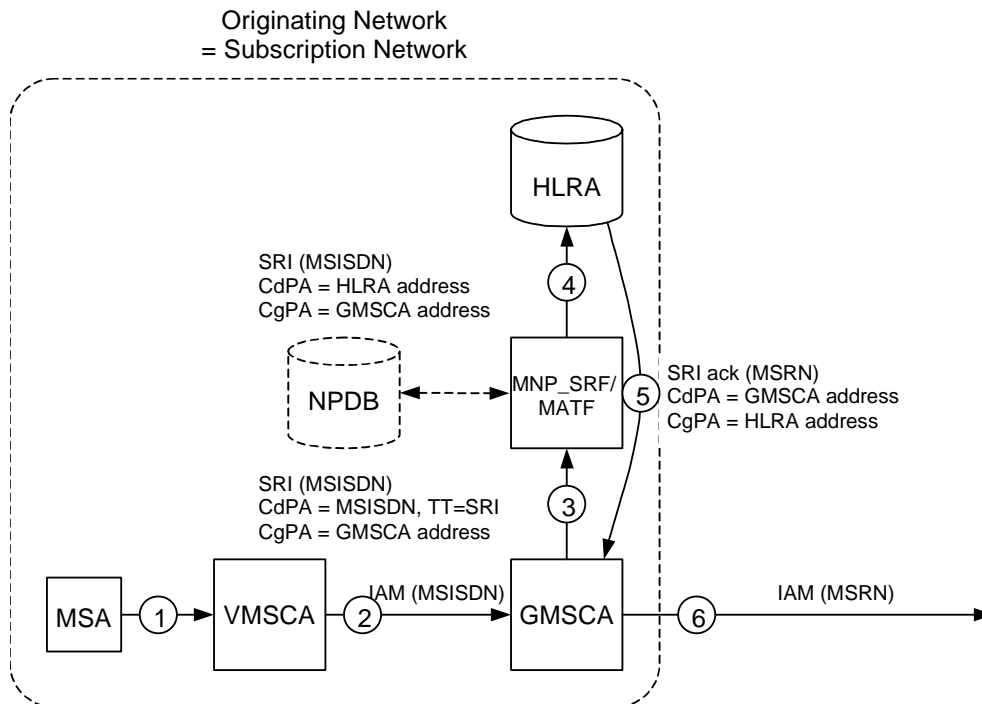 Originating Network
= Subscription Network
HLRA
SRI (MSISDN)
CdPA = HLRA address
CgPA = GMSCA address
4
NPDB
MNP_SRF/
MATF
5
SRI ack (MSRN)
CdPA = GMSCA address
CgPA = HLRA address
SRI (MSISDN)
CdPA = MSISDN, TT=SRI
CgPA = GMSCA address
3
MSA
1
VMSCA
2
IAM (MSISDN)
GMSCA
6
IAM (MSRN)